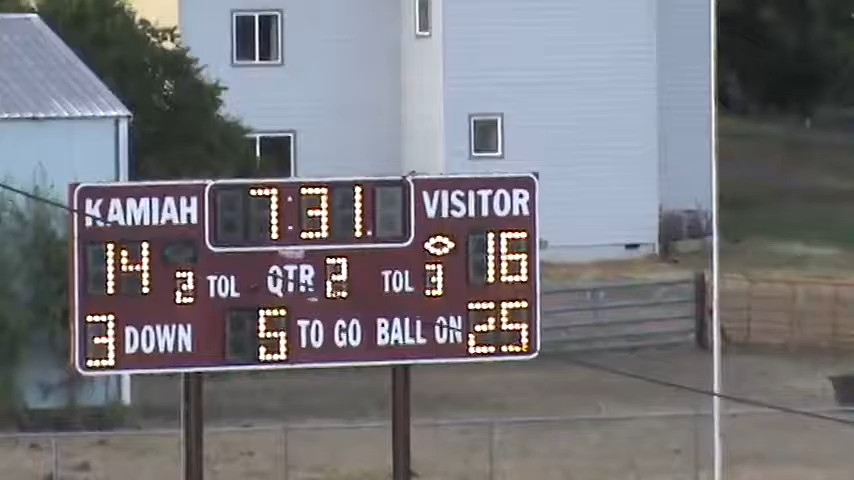 KAMIAH 7:31.1 VISITOR
14 2 TOL QTR 2 TOL 3 16
3 DOWN 5 TO GO BALL ON 25